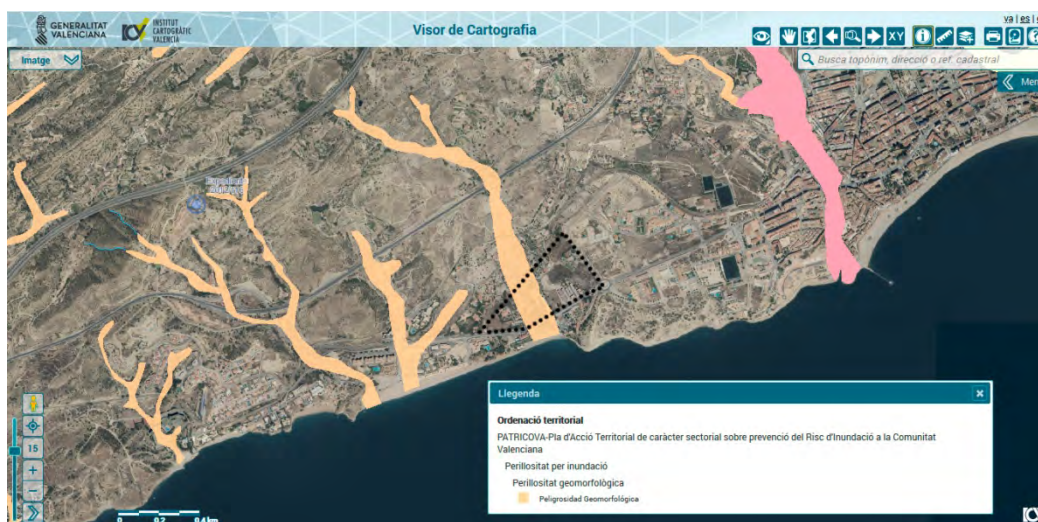 GENERALITAT
VALENCIANA
INSTITUT
CARTOGRÀFIC
VALENCIÀ
Visor de Cartografia
va | es |
XY
Imatge
Busca topònim, direcció o ref. cadastral
Men
15
0 0.2 0.4 km
Llegenda
Ordenació territorial
PATRICOVA-Pla d'Acció Territorial de caràcter sectorial sobre prevenció del Risc d'Inundació a la Comunitat
Valenciana
Perillositat per inundació
Perillositat geomorfològica
Peligrosidad Geomorfológica